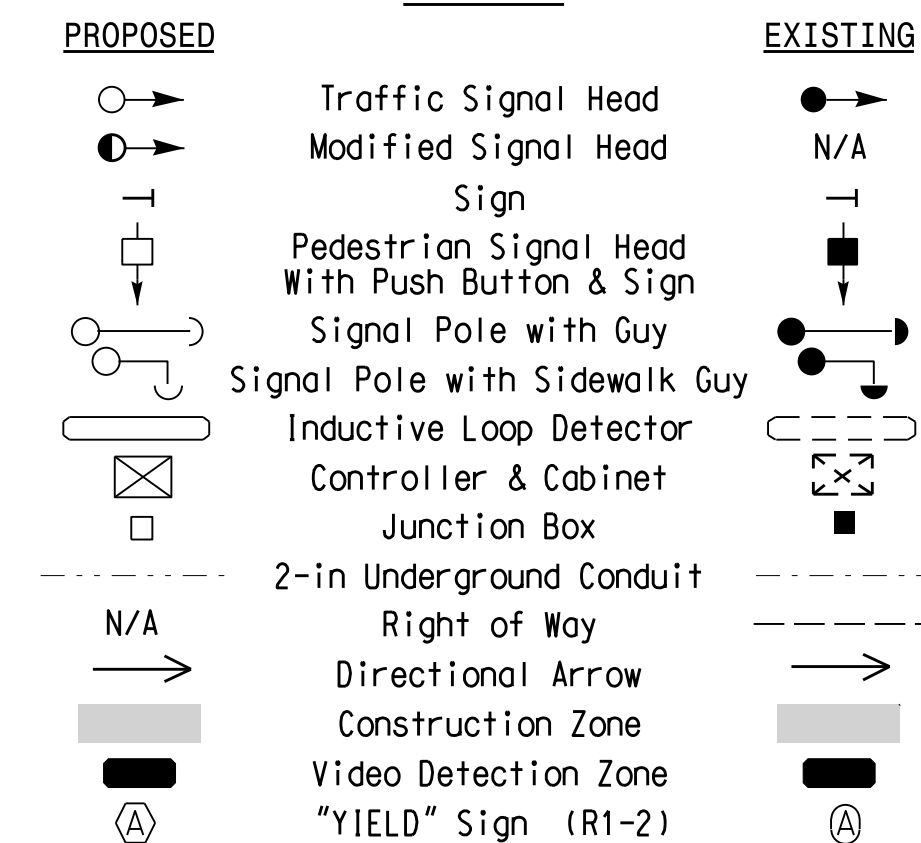 PROPOSED EXISTING
Traffic Signal Head
Modified Signal Head N/A
Sign
Pedestrian Signal Head
With Push Button & Sign
Signal Pole with Guy
Signal Pole with Sidewalk Guy
Inductive Loop Detector
Controller & Cabinet
Junction Box
2-in Underground Conduit
N/A Right of Way
Directional Arrow
Construction Zone
Video Detection Zone
A "YIELD" Sign (R1-2) A